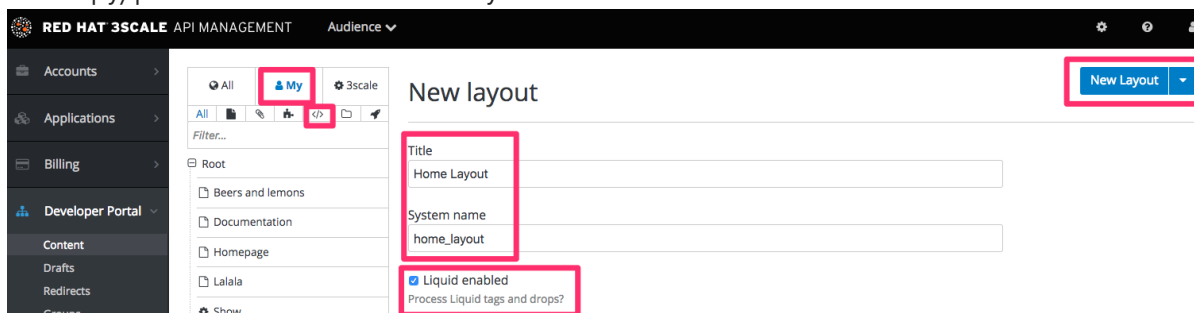 RED HAT 3SCALE API MANAGEMENT Audience
Accounts
Applications
Billing
Developer Portal
Content
Drafts
Redirects
All My 3scale
All
Filter...
Root
Beers and lemons
Documentation
Homepage
Lalala
Show
New layout
New Layout
Title
Home Layout
System name
home_layout
Liquid enabled
Process Liquid tags and drops?